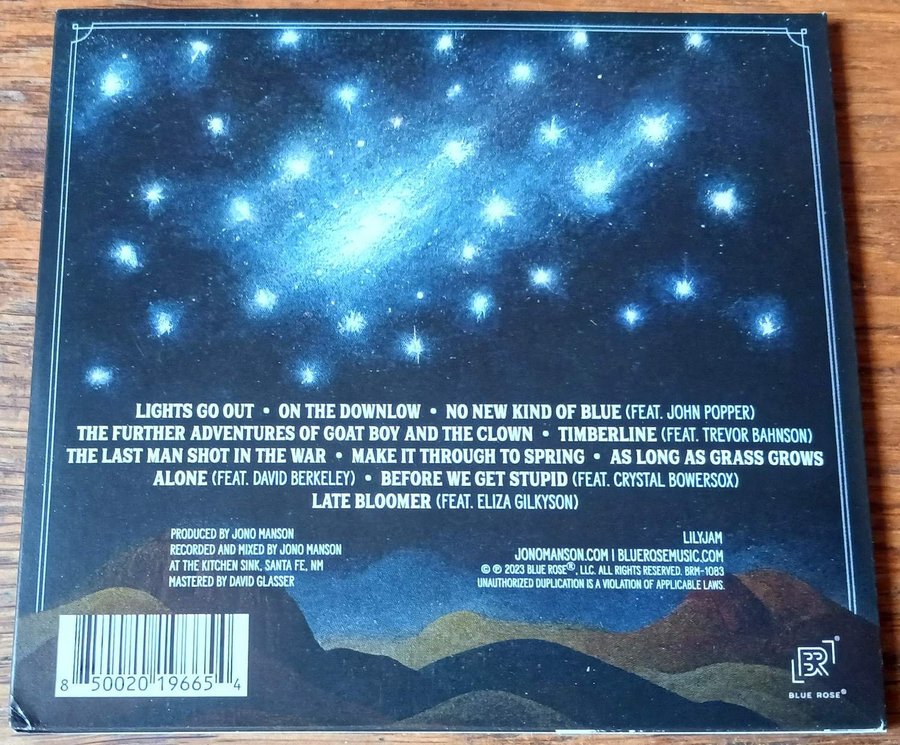 LIGHTS GO OUT • ON THE DOWNLOW • NO NEW KIND OF BLUE (FEAT. JOHN POPPER)
THE FURTHER ADVENTURES OF GOAT BOY AND THE CLOWN • TIMBERLINE (FEAT. TREVOR BAHNSON)
THE LAST MAN SHOT IN THE WAR • MAKE IT THROUGH TO SPRING • AS LONG AS GRASS GROWS
ALONE (FEAT. DAVID BERKELEY) • BEFORE WE GET STUPID (FEAT. CRYSTAL BOWERSOX)
LATE BLOOMER (FEAT. ELIZA GILKYSON)
PRODUCED BY JONO MANSON
RECORDED AND MIXED BY JONO MANSON
AT THE KITCHEN SINK, SANTA FE, NM
MASTERED BY DAVID GLASSER
LILYJAM
JONOMANSON.COM | BLUEROSEMUSIC.COM
© ℗ 2023 BLUE ROSE®, LLC. ALL RIGHTS RESERVED. BRM-1083
UNAUTHORIZED DUPLICATION IS A VIOLATION OF APPLICABLE LAWS.
8 50020 19665 4
BR®
BLUE ROSE®